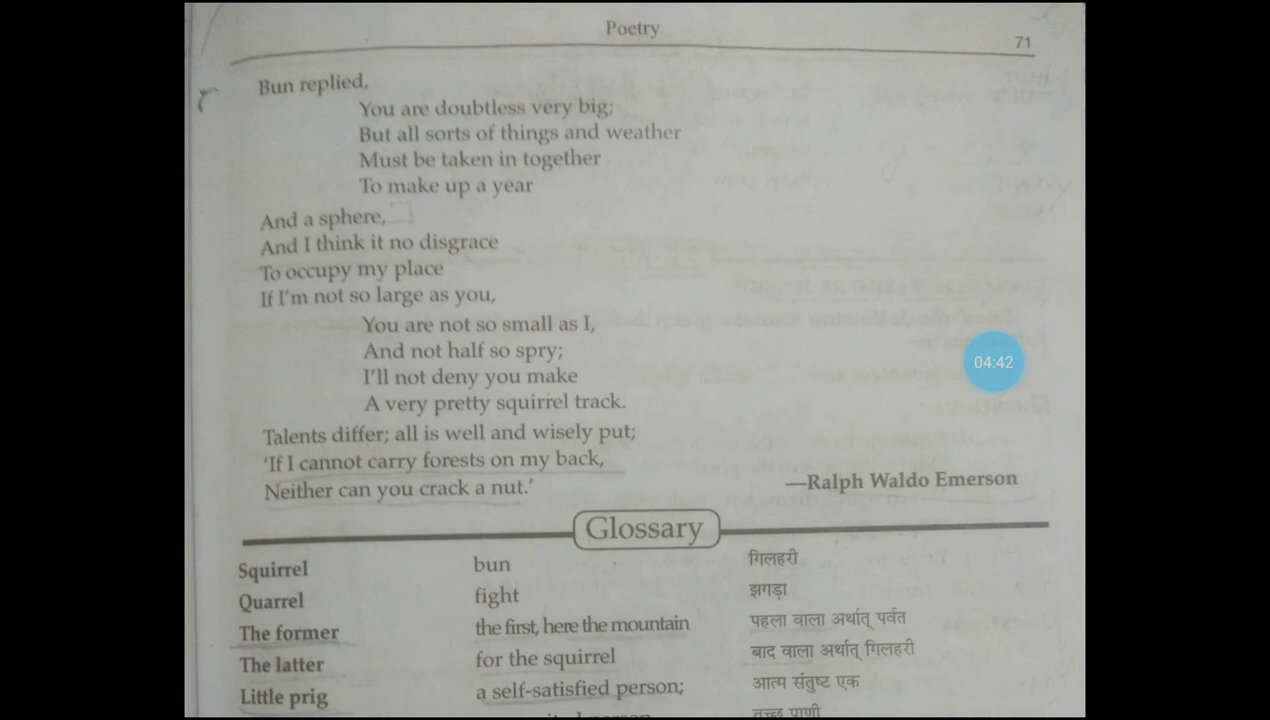 Poetry
71
Bun replied,
You are doubtless very big;
But all sorts of things and weather
Must be taken in together
To make up a year
And a sphere,
And I think it no disgrace
To occupy my place
If I'm not so large as you,
You are not so small as I,
And not half so spry;
I'll not deny you make
A very pretty squirrel track.
Talents differ; all is well and wisely put;
'If I cannot carry forests on my back,
Neither can you crack a nut.'
—Ralph Waldo Emerson
Glossary
Squirrel bun गिलहरी
Quarrel fight झगड़ा
The former the first, here the mountain पहला वाला अर्थात् पर्वत
The latter for the squirrel बाद वाला अर्थात् गिलहरी
Little prig a self-satisfied person; आत्म संतुष्ट एक
person
04:42